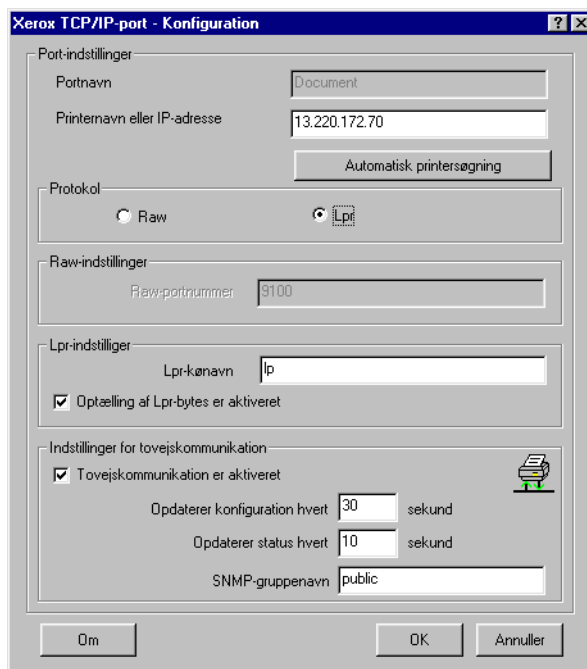 Xerox TCP/IP-port - Konfiguration
Port-indstillinger
Portnavn Document
Printernavn eller IP-adresse 13.220.172.70
Automatisk printersøgning
Protokol
Raw Lpr
Raw-indstillinger
Raw-portnummer 9100
Lpr-indstilliger
Lpr-kønavn lp
Optælling af Lpr-bytes er aktiveret
Indstillinger for tovejskommunikation
Tovejskommunikation er aktiveret
Opdaterer konfiguration hvert 30 sekund
Opdaterer status hvert 10 sekund
SNMP-gruppenavn public
Om OK Annuller